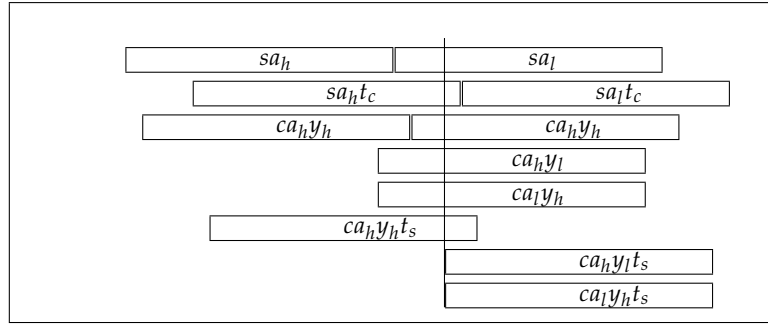 sa_h sa_l
sa_ht_c sa_lt_c
ca_hy_h ca_hy_h
ca_hy_l
ca_ly_h
ca_hy_ht_s
ca_hy_lt_s
ca_ly_ht_s